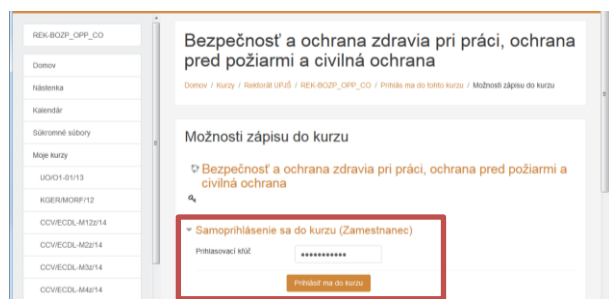 REK-BOZP_OPP_CO
Domov
Nástenka
Kalendár
Súkromné súbory
Moje kurzy
UO/O1-01/13
KGER/MORF/12
CCV/ECDL-M12z/14
CCV/ECDL-M2z/14
CCV/ECDL-M3z/14
CCV/ECDL-M4z/14
Bezpečnosť a ochrana zdravia pri práci, ochrana
pred požiarmi a civilná ochrana
Domov / Kurzy / Rektorát UPJŠ / REK-BOZP_OPP_CO / Prihlás ma do tohto kurzu / Možnosti zápisu do kurzu
Možnosti zápisu do kurzu
Bezpečnosť a ochrana zdravia pri práci, ochrana pred požiarmi a
civilná ochrana
Samoprihlásenie sa do kurzu (Zamestnanec)
Prihlasovací kľúč
•••••••••••
Prihlásiť ma do kurzu